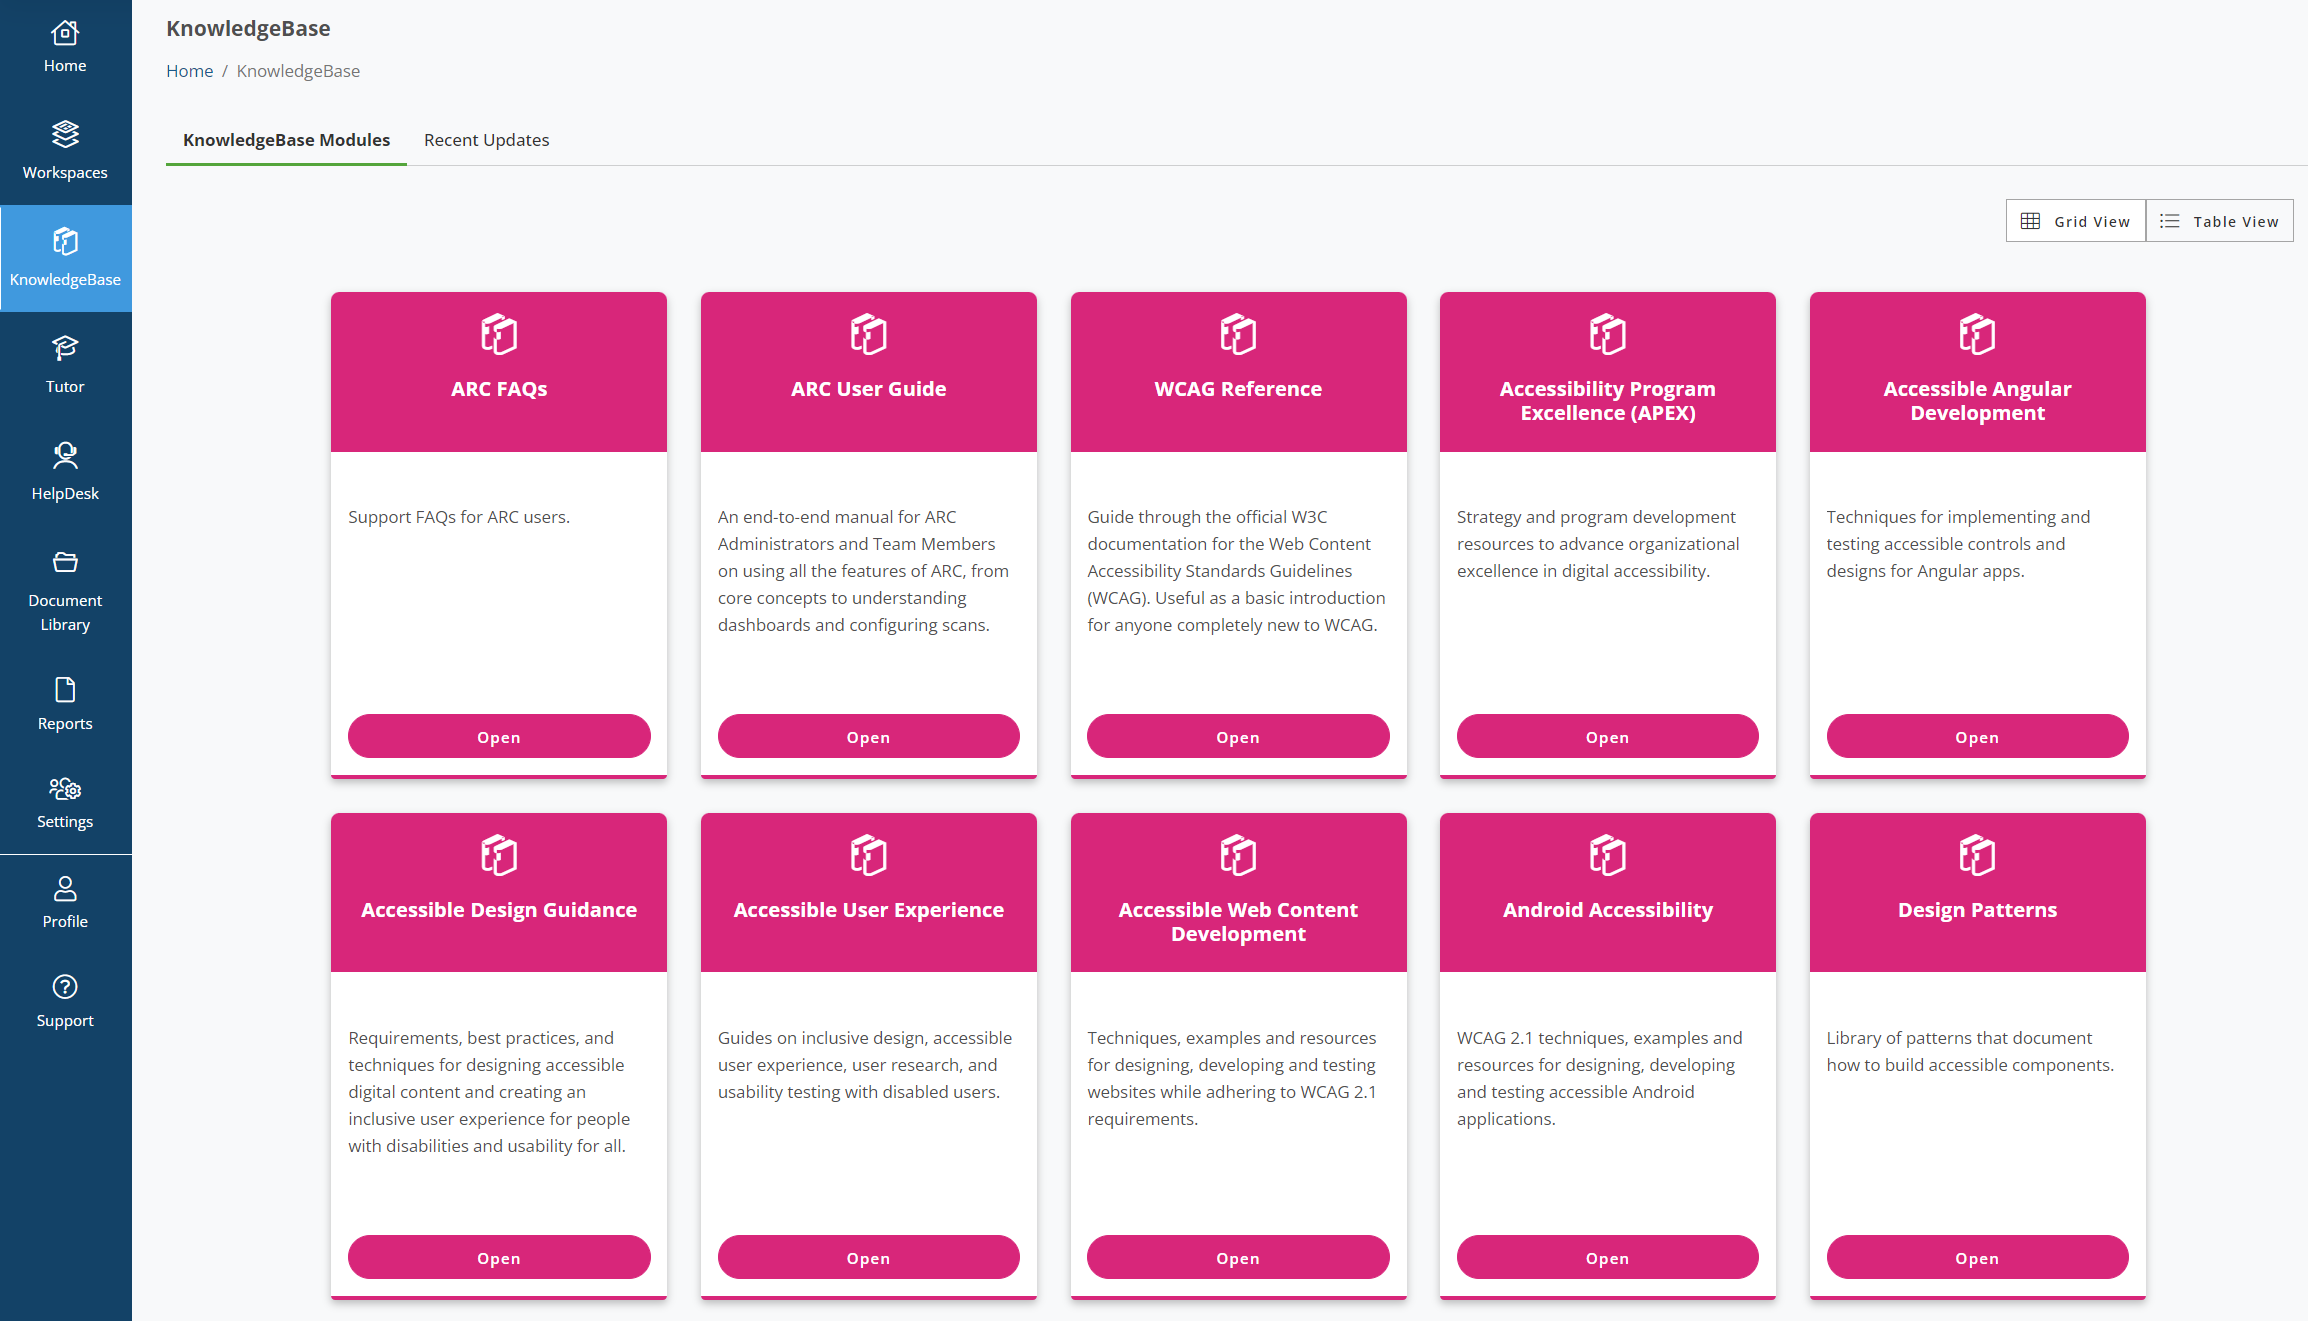 Home
Workspaces
KnowledgeBase
Tutor
HelpDesk
Document
Library
Reports
Settings
Profile
Support
KnowledgeBase
Home / KnowledgeBase
KnowledgeBase Modules
Recent Updates
Grid View
Table View
ARC FAQs
Support FAQs for ARC users.
Open
ARC User Guide
An end-to-end manual for ARC
Administrators and Team Members
on using all the features of ARC, from
core concepts to understanding
dashboards and configuring scans.
Open
WCAG Reference
Guide through the official W3C
documentation for the Web Content
Accessibility Standards Guidelines
(WCAG). Useful as a basic introduction
for anyone completely new to WCAG.
Open
Accessibility Program
Excellence (APEX)
Strategy and program development
resources to advance organizational
excellence in digital accessibility.
Open
Accessible Angular
Development
Techniques for implementing and
testing accessible controls and
designs for Angular apps.
Open
Accessible Design Guidance
Requirements, best practices, and
techniques for designing accessible
digital content and creating an
inclusive user experience for people
with disabilities and usability for all.
Open
Accessible User Experience
Guides on inclusive design, accessible
user experience, user research, and
usability testing with disabled users.
Open
Accessible Web Content
Development
Techniques, examples and resources
for designing, developing and testing
websites while adhering to WCAG 2.1
requirements.
Open
Android Accessibility
WCAG 2.1 techniques, examples and
resources for designing, developing
and testing accessible Android
applications.
Open
Design Patterns
Library of patterns that document
how to build accessible components.
Open